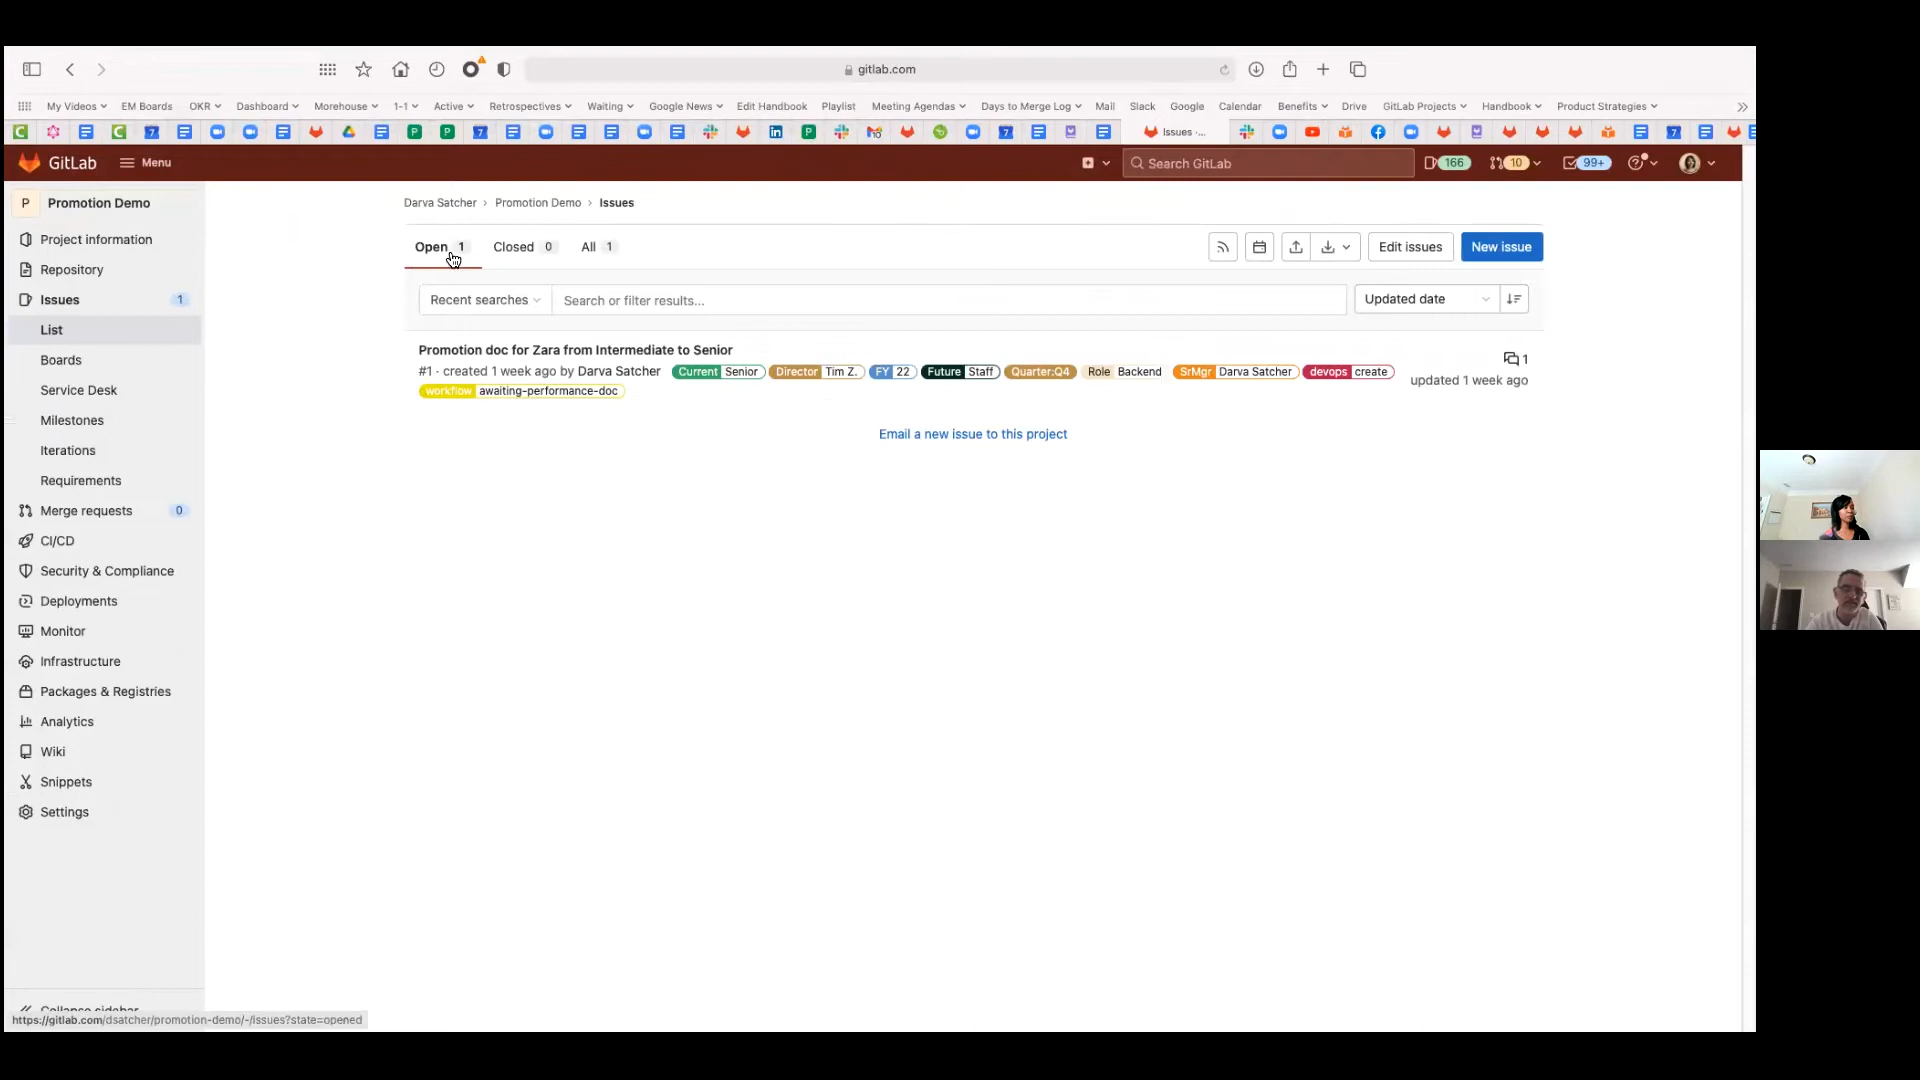 gitlab.com
My Videos EM Boards OKR Dashboard Morehouse 1-1 Active Retrospectives Waiting Google News Edit Handbook Playlist Meeting Agendas Days to Merge Log Mail Slack Google Calendar Benefits Drive GitLab Projects Handbook Product Strategies
Issues ·...
GitLab Menu Search GitLab 166 10 99+
P Promotion Demo
Project information
Repository
Issues 1
List
Boards
Service Desk
Milestones
Iterations
Requirements
Merge requests 0
CI/CD
Security & Compliance
Deployments
Monitor
Infrastructure
Packages & Registries
Analytics
Wiki
Snippets
Settings
Collapse sidebar
Darva Satcher › Promotion Demo › Issues
Open 1 Closed 0 All 1 Edit issues New issue
Recent searches Search or filter results... Updated date
Promotion doc for Zara from Intermediate to Senior 1
#1 · created 1 week ago by Darva Satcher Current Senior Director Tim Z. FY 22 Future Staff Quarter:Q4 Role Backend SrMgr Darva Satcher devops create updated 1 week ago
workflow awaiting-performance-doc
Email a new issue to this project
https://gitlab.com/dsatcher/promotion-demo/-/issues?state=opened